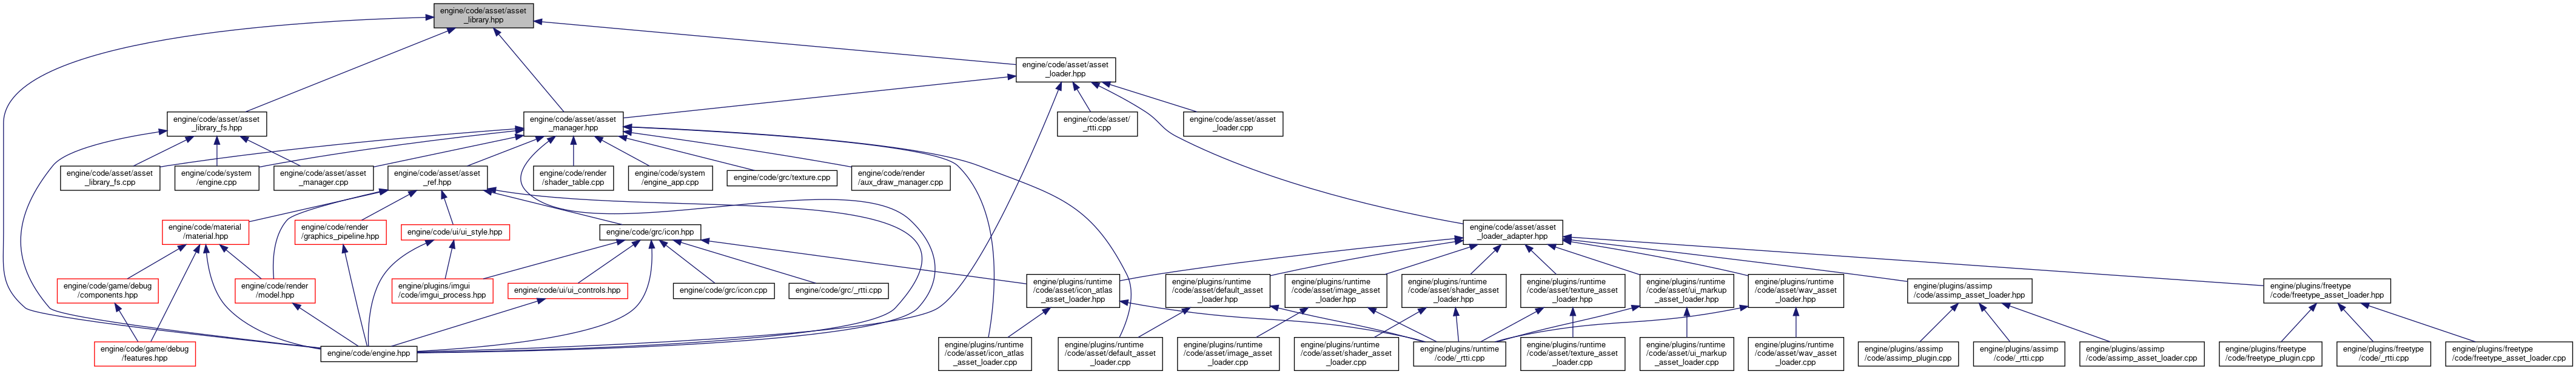 engine/code/asset/asset
_library.hpp
engine/code/asset/asset
_loader.hpp
engine/code/asset/asset
_library_fs.hpp
engine/code/asset/asset
_manager.hpp
engine/code/asset/
_rtti.cpp
engine/code/asset/asset
_loader.cpp
engine/code/asset/asset
_library_fs.cpp
engine/code/system
/engine.cpp
engine/code/asset/asset
_manager.cpp
engine/code/asset/asset
_ref.hpp
engine/code/render
/shader_table.cpp
engine/code/system
/engine_app.cpp
engine/code/grc/texture.cpp
engine/code/render
/aux_draw_manager.cpp
engine/code/material
/material.hpp
engine/code/render
/graphics_pipeline.hpp
engine/code/ui/ui_style.hpp
engine/code/grc/icon.hpp
engine/code/asset/asset
_loader_adapter.hpp
engine/code/game/debug
/components.hpp
engine/code/render
/model.hpp
engine/plugins/imgui
/code/imgui_process.hpp
engine/code/ui/ui_controls.hpp
engine/code/grc/icon.cpp
engine/code/grc/_rtti.cpp
engine/plugins/runtime
/code/asset/icon_atlas
_asset_loader.hpp
engine/plugins/runtime
/code/asset/default_asset
_loader.hpp
engine/plugins/runtime
/code/asset/image_asset
_loader.hpp
engine/plugins/runtime
/code/asset/shader_asset
_loader.hpp
engine/plugins/runtime
/code/asset/texture_asset
_loader.hpp
engine/plugins/runtime
/code/asset/ui_markup
_asset_loader.hpp
engine/plugins/runtime
/code/asset/wav_asset
_loader.hpp
engine/plugins/assimp
/code/assimp_asset_loader.hpp
engine/plugins/freetype
/code/freetype_asset_loader.hpp
engine/code/game/debug
/features.hpp
engine/code/engine.hpp
engine/plugins/runtime
/code/asset/icon_atlas
_asset_loader.cpp
engine/plugins/runtime
/code/asset/default_asset
_loader.cpp
engine/plugins/runtime
/code/asset/image_asset
_loader.cpp
engine/plugins/runtime
/code/asset/shader_asset
_loader.cpp
engine/plugins/runtime
/code/_rtti.cpp
engine/plugins/runtime
/code/asset/texture_asset
_loader.cpp
engine/plugins/runtime
/code/asset/ui_markup
_asset_loader.cpp
engine/plugins/runtime
/code/asset/wav_asset
_loader.cpp
engine/plugins/assimp
/code/assimp_plugin.cpp
engine/plugins/assimp
/code/_rtti.cpp
engine/plugins/assimp
/code/assimp_asset_loader.cpp
engine/plugins/freetype
/code/freetype_plugin.cpp
engine/plugins/freetype
/code/_rtti.cpp
engine/plugins/freetype
/code/freetype_asset_loader.cpp